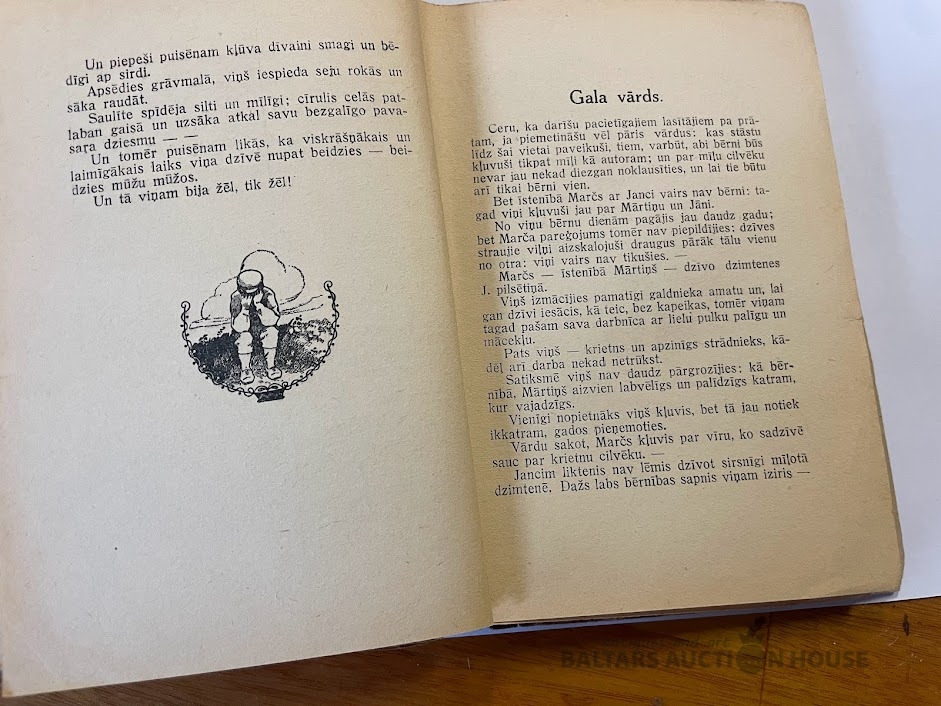 Un piepeši puisēnam kļūva dīvaini smagi un bē-
dīgi ap sirdi.
Apsēdies grāvmalā, viņš iespieda seju rokās un
sāka raudāt.
Saulīte spīdēja silti un mīlīgi; cīrulis celās pat-
laban gaisā un uzsāka atkal savu bezgalīgo pava-
saŗa dziesmu — —
Un tomēr puisēnam likās, ka viskrāšņākais un
laimīgākais laiks viņa dzīvē nupat beidzies — bei-
dzies mūžu mūžos.
Un tā viņam bija žēl, tik žēl!
Gala vārds.
Ceru, ka darīšu pacietīgajiem lasītājiem pa prā-
tam, ja piemetināšu vēl pāris vārdus: kas stāstu
līdz šai vietai paveikuši, tiem, varbūt, abi bērni būs
kļuvuši tikpat mīļi kā autoram; un par mīļu cilvēku
nevar jau nekad diezgan noklausīties, un lai tie būtu
arī tikai bērni vien.
Bet īstenībā Marčs ar Janci vairs nav bērni: ta-
gad viņi kļuvuši jau par Mārtiņu un Jāni.
No viņu bērnu dienām pagājis jau daudz gadu;
bet Marča pareģojums tomēr nav piepildījies: dzīves
straujie viļņi aizskalojuši draugus pārāk tālu vienu
no otra: viņi vairs nav tikušies. —
Marčs — īstenībā Mārtiņš — dzīvo dzimtenes
J. pilsētiņā.
Viņš izmācījies pamatīgi galdnieka amatu un, lai
gan dzīvi iesācis, kā teic, bez kapeikas, tomēr viņam
tagad pašam sava darbnīca ar lielu pulku palīgu un
mācekļu.
Pats viņš — krietns un apzinīgs strādnieks, kā-
dēļ arī darba nekad netrūkst.
Satiksmē viņš nav daudz pārgrozījies: kā bēr-
nībā, Mārtiņš aizvien labvēlīgs un palīdzīgs katram,
kur vajadzīgs.
Vienīgi nopietnāks viņš kļuvis, bet tā jau notiek
ikkatram, gados pieņemoties.
Vārdu sakot, Marčs kļuvis par vīru, ko sadzīvē
sauc par krietnu cilvēku. —
Jancim liktenis nav lēmis dzīvot sirsnīgi mīļotā
dzimtenē. Dažs labs bērnības sapnis viņam iziris —
BALTARS AUCTION HOUSE